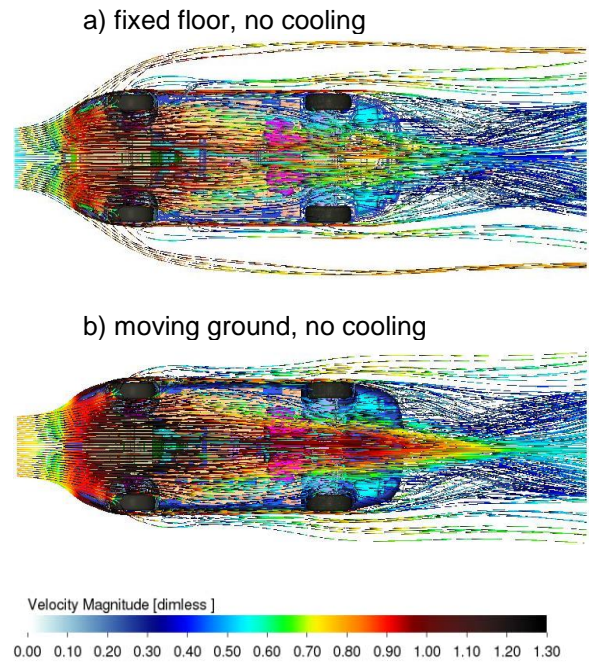 a) fixed floor, no cooling
b) moving ground, no cooling
Velocity Magnitude [dimless ]
0.00 0.10 0.20 0.30 0.40 0.50 0.60 0.70 0.80 0.90 1.00 1.10 1.20 1.30